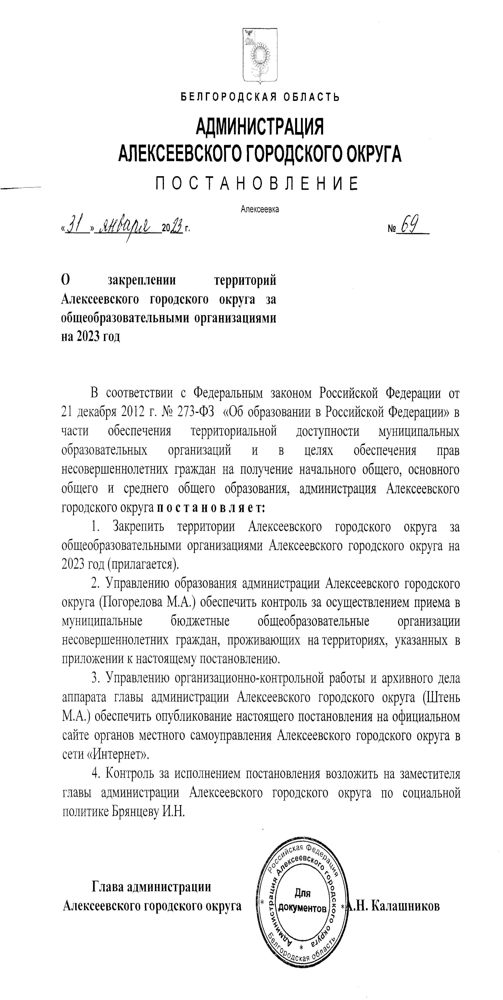 БЕЛГОРОДСКАЯ ОБЛАСТЬ
АДМИНИСТРАЦИЯ
АЛЕКСЕЕВСКОГО ГОРОДСКОГО ОКРУГА
ПОСТАНОВЛЕНИЕ
Алексеевка
«31» января 2023 г. № 69
О закреплении территорий
Алексеевского городского округа за
общеобразовательными организациями
на 2023 год
В соответствии с Федеральным законом Российской Федерации от
21 декабря 2012 г. № 273-ФЗ «Об образовании в Российской Федерации» в
части обеспечения территориальной доступности муниципальных
образовательных организаций и в целях обеспечения прав
несовершеннолетних граждан на получение начального общего, основного
общего и среднего общего образования, администрация Алексеевского
городского округа п о с т а н о в л я е т:
1. Закрепить территории Алексеевского городского округа за
общеобразовательными организациями Алексеевского городского округа на
2023 год (прилагается).
2. Управлению образования администрации Алексеевского городского
округа (Погорелова М.А.) обеспечить контроль за осуществлением приема в
муниципальные бюджетные общеобразовательные организации
несовершеннолетних граждан, проживающих на территориях, указанных в
приложении к настоящему постановлению.
3. Управлению организационно-контрольной работы и архивного дела
аппарата главы администрации Алексеевского городского округа (Штень
М.А.) обеспечить опубликование настоящего постановления на официальном
сайте органов местного самоуправления Алексеевского городского округа в
сети «Интернет».
4. Контроль за исполнением постановления возложить на заместителя
главы администрации Алексеевского городского округа по социальной
политике Брянцеву И.Н.
Глава администрации
Алексеевского городского округа А.Н. Калашников
Российская Федерация
Администрация Алексеевского городского округа
Белгородская область
Для
документов